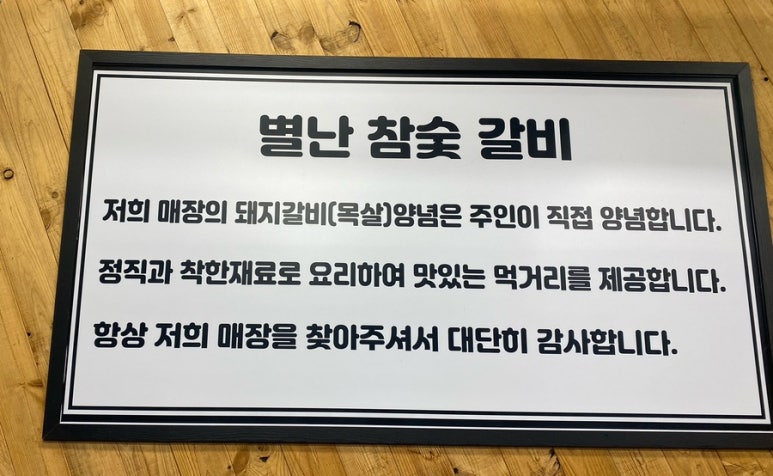 별난 참숯 갈비
저희 매장의 돼지갈비(목살)양념은 주인이 직접 양념합니다.
정직과 착한재료로 요리하여 맛있는 먹거리를 제공합니다.
항상 저희 매장을 찾아주셔서 대단히 감사합니다.